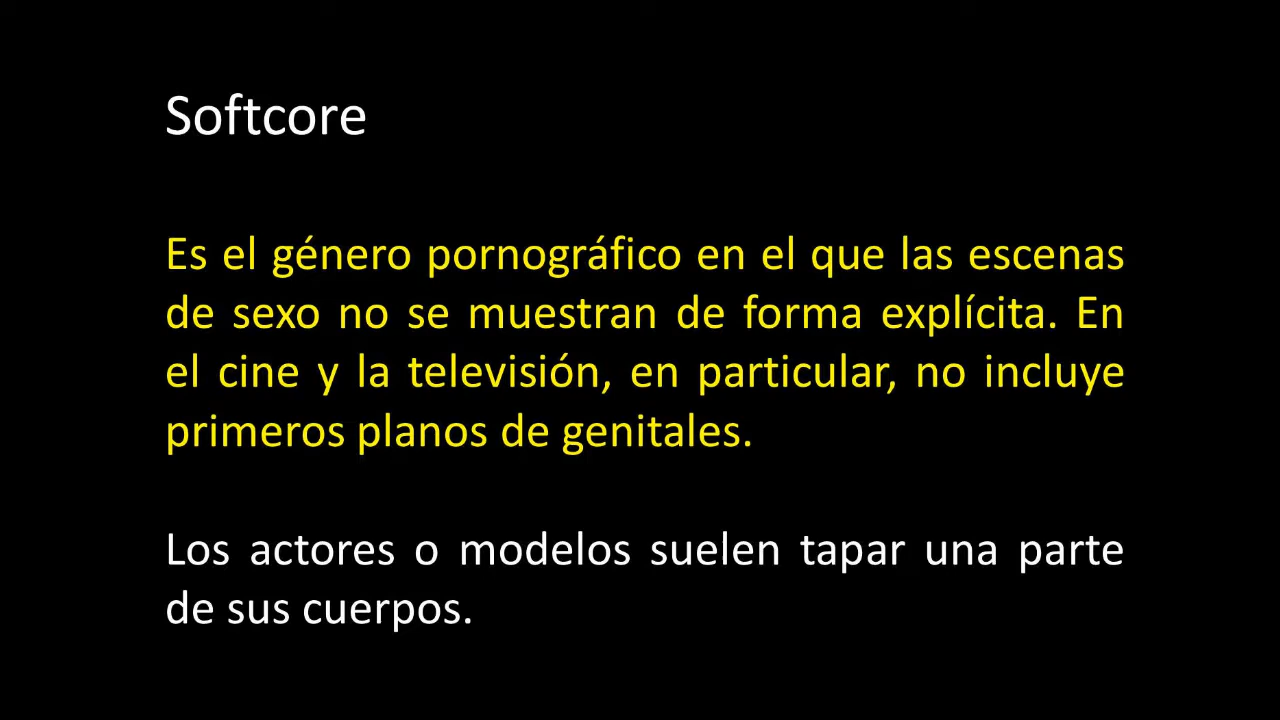 Softcore
Es el género pornográfico en el que las escenas
de sexo no se muestran de forma explícita. En
el cine y la televisión, en particular, no incluye
primeros planos de genitales.
Los actores o modelos suelen tapar una parte
de sus cuerpos.